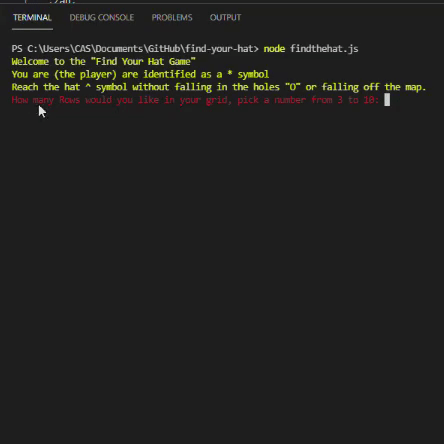 TERMINAL DEBUG CONSOLE PROBLEMS OUTPUT
PS C:\Users\CAS\Documents\GitHub\find-your-hat> node findthehat.js
Welcome to the "Find Your Hat Game"
You are (the player) are identified as a * symbol
Reach the hat ^ symbol without falling in the holes "O" or falling off the map.
How many Rows would you like in your grid, pick a number from 3 to 10: